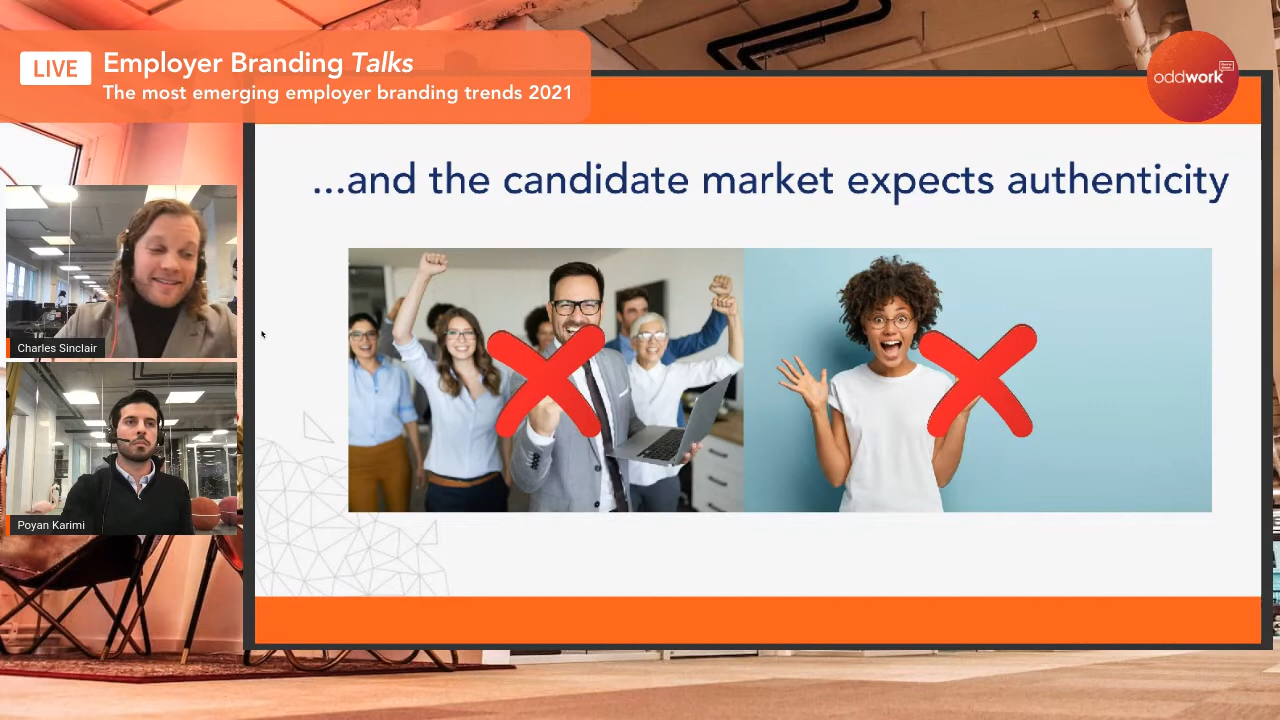 LIVE
Employer Branding Talks
The most emerging employer branding trends 2021
oddwork
...and the candidate market expects authenticity
Charles Sinclair
Poyan Karimi